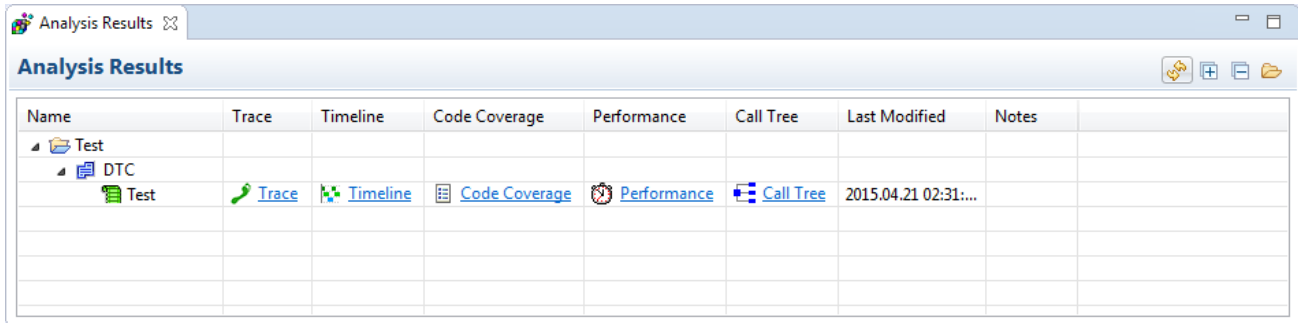 Analysis Results
Analysis Results
Name Trace Timeline Code Coverage Performance Call Tree Last Modified Notes
Test
DTC
Test Trace Timeline Code Coverage Performance Call Tree 2015.04.21 02:31:...